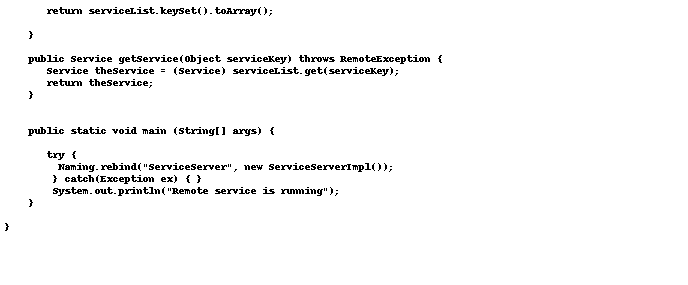 return serviceList.keySet().toArray();
}
public Service getService(Object serviceKey) throws RemoteException {
Service theService = (Service) serviceList.get(serviceKey);
return theService;
}
public static void main (String[] args) {
try {
Naming.rebind("ServiceServer", new ServiceServerImpl());
} catch(Exception ex) { }
System.out.println("Remote service is running");
}
}